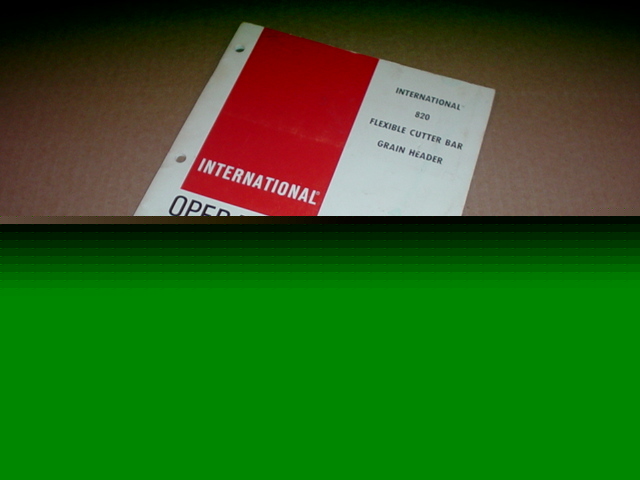 INTERNATIONAL
820
FLEXIBLE CUTTER BAR
GRAIN HEADER
INTERNATIONAL®